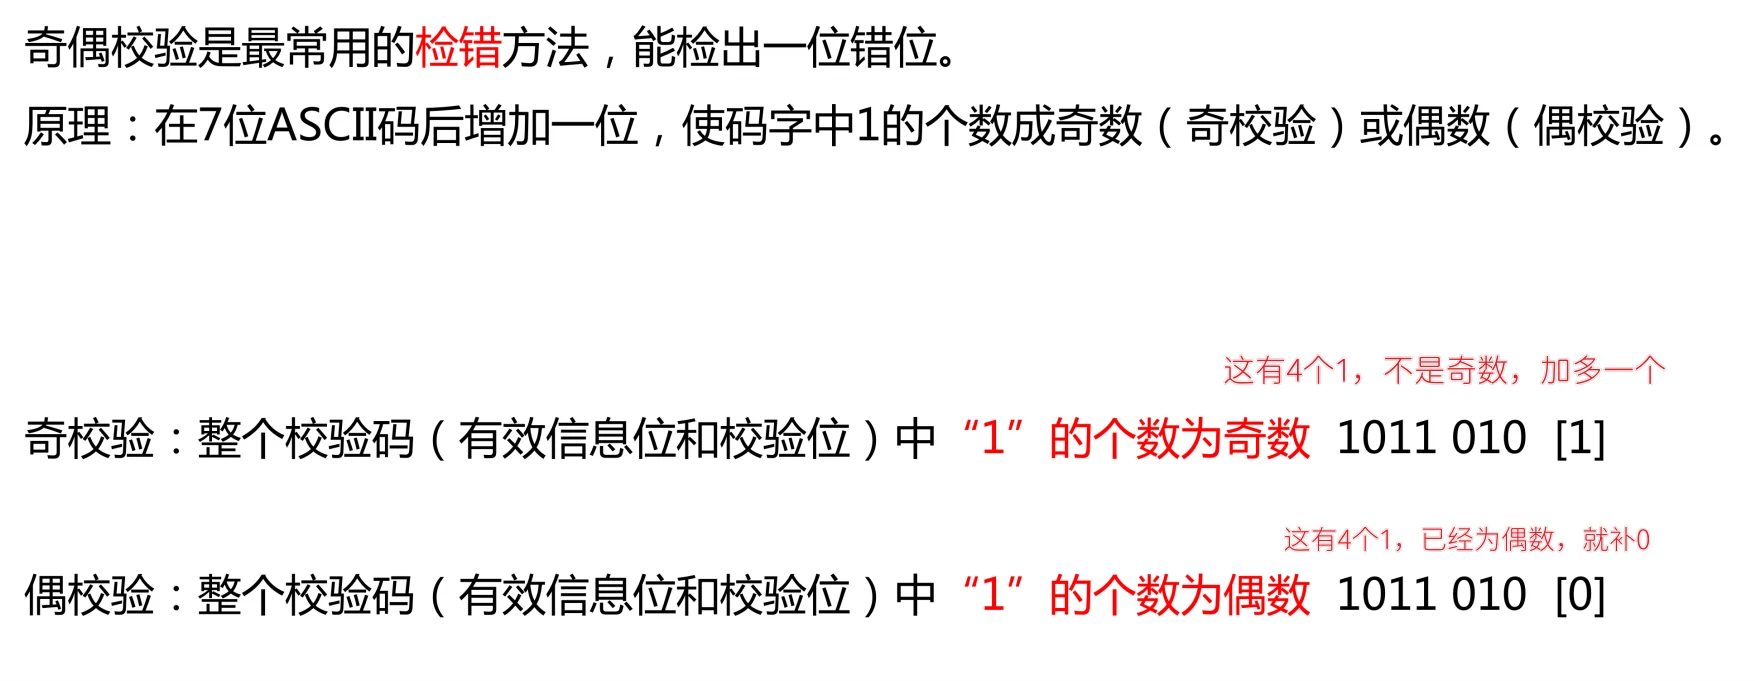 奇偶校验是最常用的检错方法，能检出一位错位。
原理：在7位ASCII码后增加一位，使码字中1的个数成奇数（奇校验）或偶数（偶校验）。
这有4个1，不是奇数，加多一个
奇校验：整个校验码（有效信息位和校验位）中“1”的个数为奇数 1011 010 [1]
这有4个1，已经为偶数，就补0
偶校验：整个校验码（有效信息位和校验位）中“1”的个数为偶数 1011 010 [0]